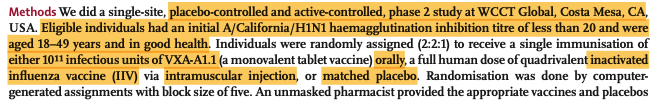 Methods We did a single-site, placebo-controlled and active-controlled, phase 2 study at WCCT Global, Costa Mesa, CA,
USA. Eligible individuals had an initial A/California/H1N1 haemagglutination inhibition titre of less than 20 and were
aged 18–49 years and in good health. Individuals were randomly assigned (2:2:1) to receive a single immunisation of
either 10¹¹ infectious units of VXA-A1.1 (a monovalent tablet vaccine) orally, a full human dose of quadrivalent inactivated
influenza vaccine (IIV) via intramuscular injection, or matched placebo. Randomisation was done by computer-
generated assignments with block size of five. An unmasked pharmacist provided the appropriate vaccines and placebos